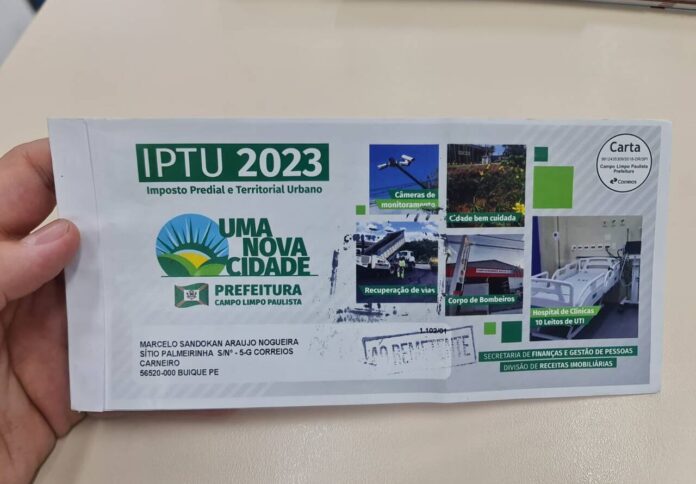 IPTU 2023
Imposto Predial e Territorial Urbano
UMA
NOVA
CIDADE
PREFEITURA
CAMPO LIMPO PAULISTA
Câmeras de
monitoramento
Cidade bem cuidada
Recuperação de vias
Corpo de Bombeiros
Hospital de Clínicas
10 Leitos de UTI
Carta
Campo Limpo Paulista
Prefeitura
Correios
MARCELO SANDOKAN ARAUJO NOGUEIRA
SÍTIO PALMEIRINHA S/Nº - 5-G CORREIOS
CARNEIRO
56520-000 BUIQUE PE
1.102/01
AO REMETENTE
SECRETARIA DE FINANÇAS E GESTÃO DE PESSOAS
DIVISÃO DE RECEITAS IMOBILIÁRIAS